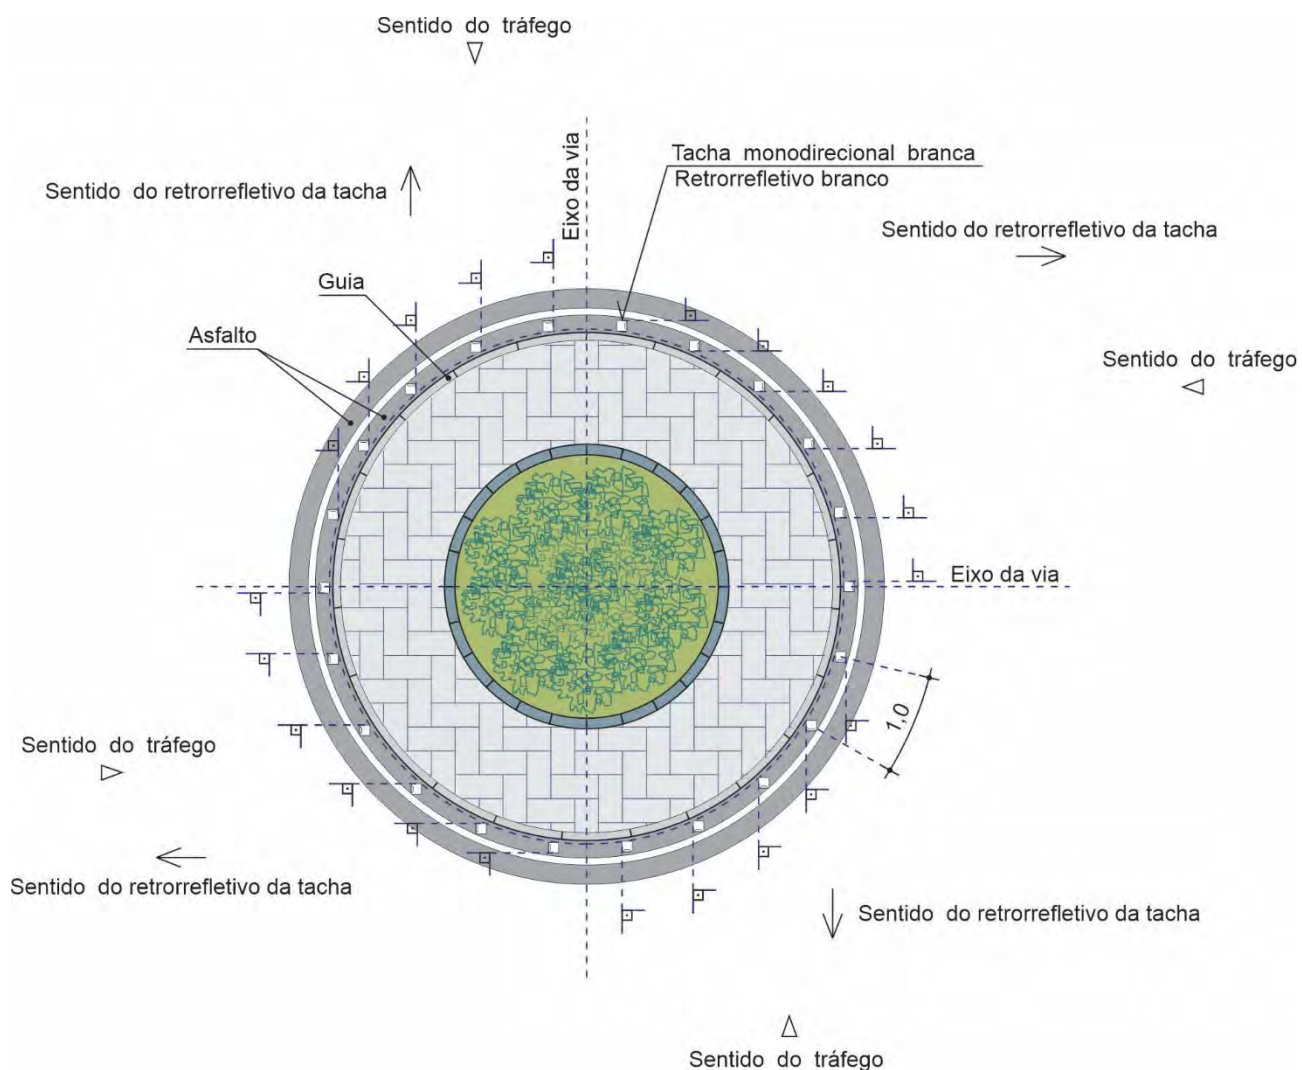 Sentido do tráfego
Eixo da via
Tacha monodirecional branca
Retrorrefletivo branco
Sentido do retrorrefletivo da tacha
Sentido do retrorrefletivo da tacha
Guia
Asfalto
Sentido do tráfego
Eixo da via
1,0
Sentido do tráfego
Sentido do retrorrefletivo da tacha
Sentido do retrorrefletivo da tacha
Sentido do tráfego